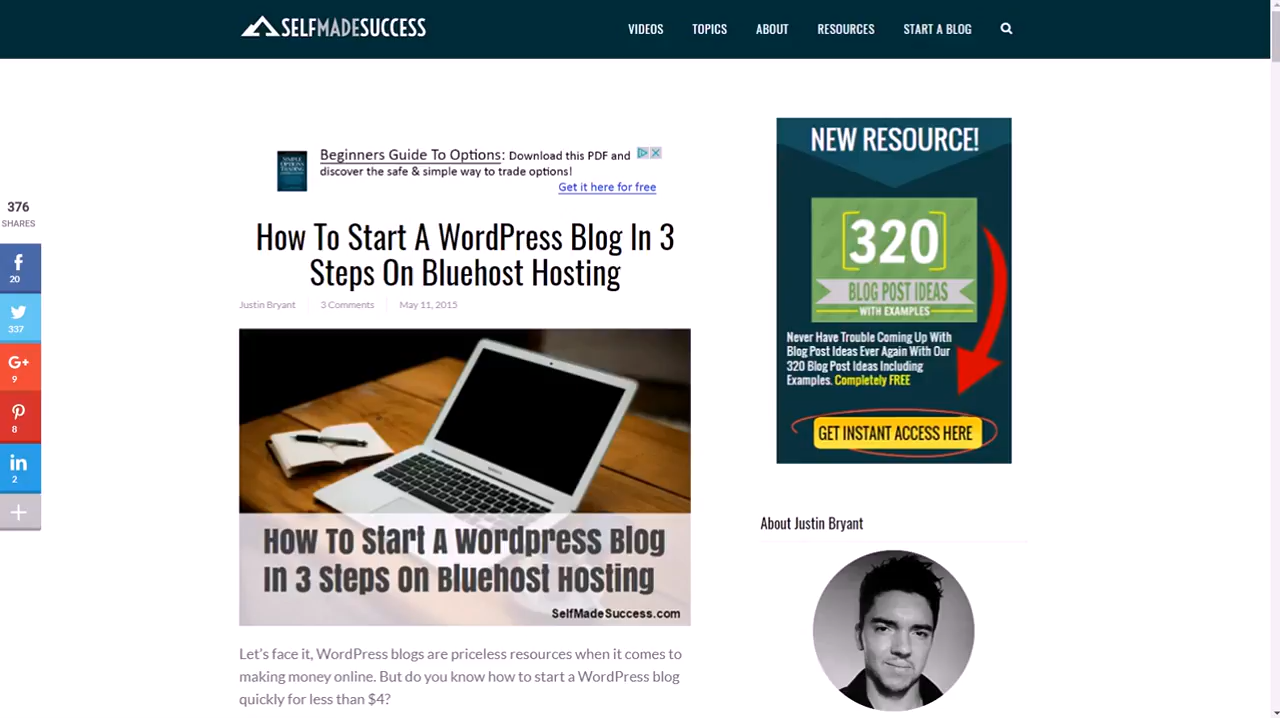 SELFMADESUCCESS
VIDEOS
TOPICS
ABOUT
RESOURCES
START A BLOG
376
SHARES
20
337
G+
9
8
in
2
SIMPLE
OPTIONS
TRADING
Beginners Guide To Options: Download this PDF and
discover the safe & simple way to trade options!
Get it here for free
How To Start A WordPress Blog In 3
Steps On Bluehost Hosting
Justin Bryant
3 Comments
May 11, 2015
How To Start A Wordpress Blog
In 3 Steps On Bluehost Hosting
SelfMadeSuccess.com
Let's face it, WordPress blogs are priceless resources when it comes to
making money online. But do you know how to start a WordPress blog
quickly for less than $4?
NEW RESOURCE!
320
BLOG POST IDEAS
WITH EXAMPLES
Never Have Trouble Coming Up With
Blog Post Ideas Ever Again With Our
320 Blog Post Ideas Including
Examples. Completely FREE
GET INSTANT ACCESS HERE
About Justin Bryant